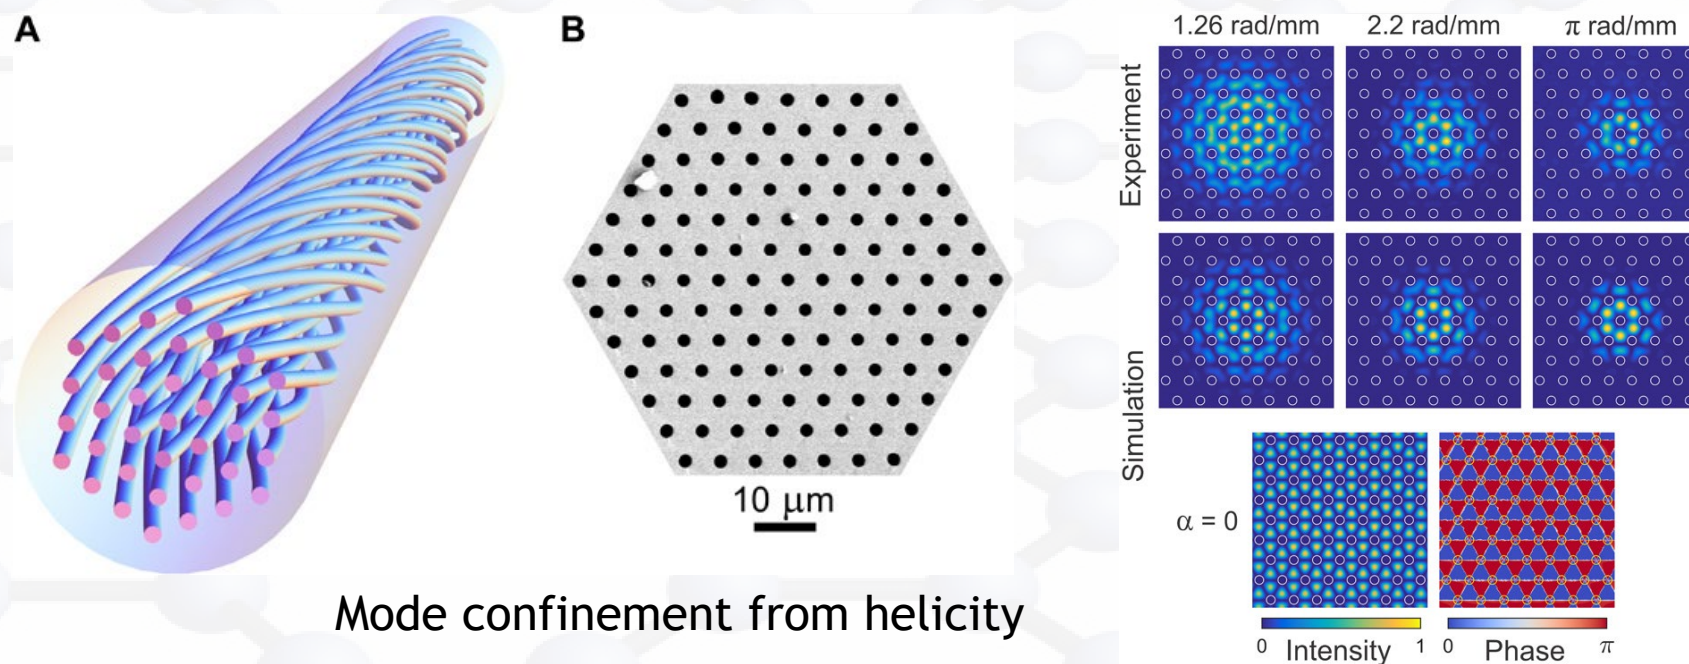 A
B
10 μm
Mode confinement from helicity
1.26 rad/mm 2.2 rad/mm π rad/mm
Experiment
Simulation
α = 0
0 Intensity 1 0 Phase π